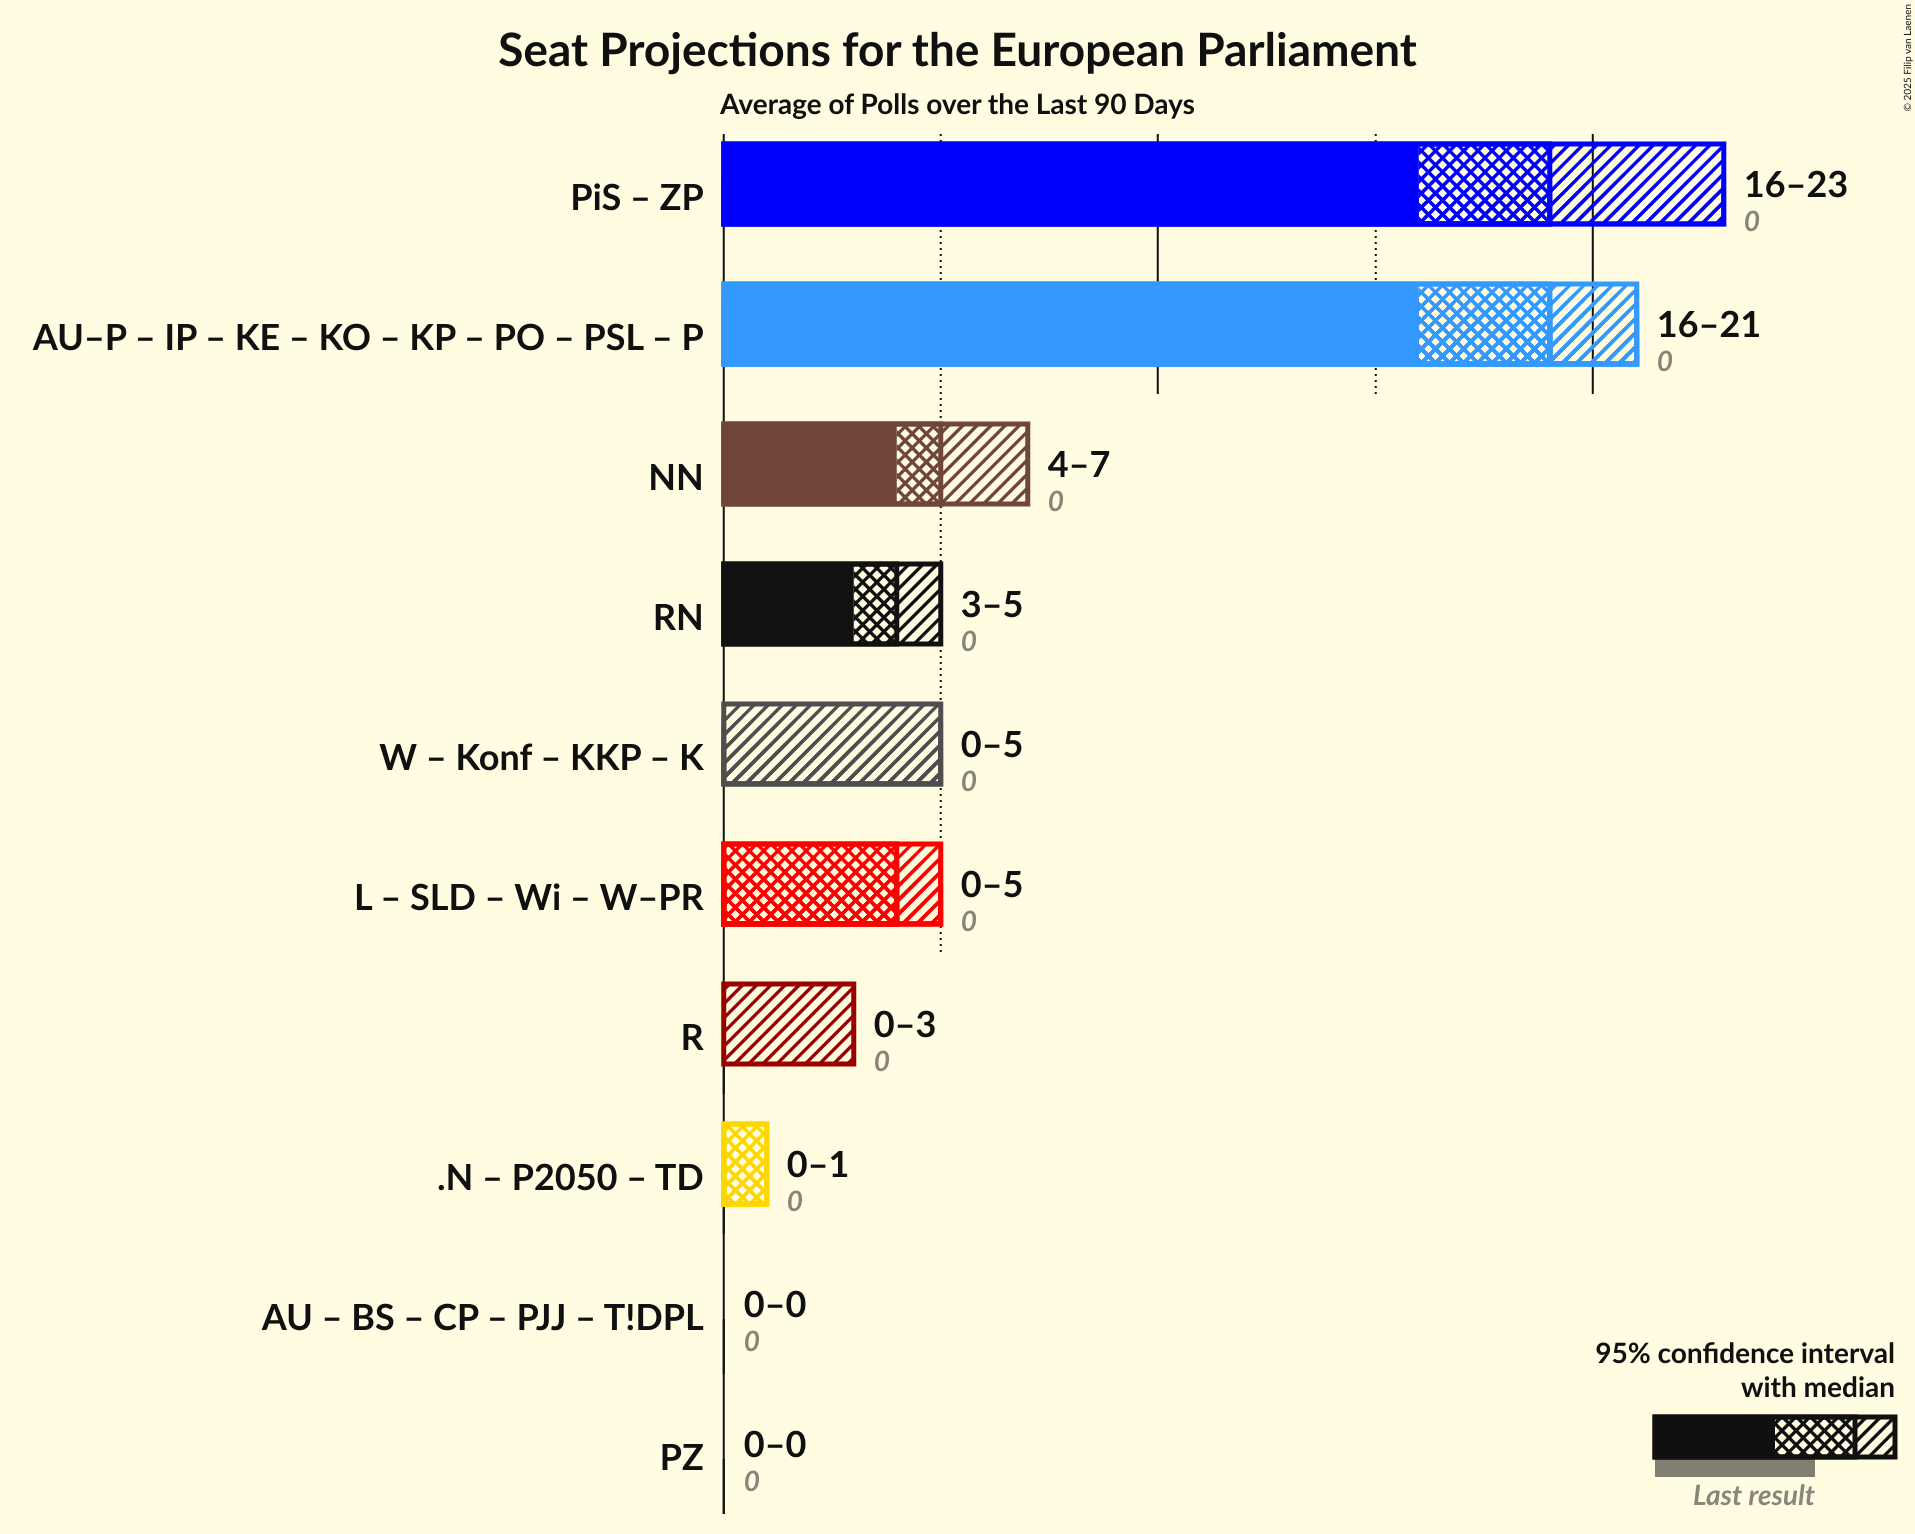 Seat Projections for the European Parliament
Average of Polls over the Last 90 Days
© 2025 Filip van Laenen
PiS – ZP
16–23
0
AU–P – IP – KE – KO – KP – PO – PSL – P
16–21
0
NN
4–7
0
RN
3–5
0
W – Konf – KKP – K
0–5
0
L – SLD – Wi – W–PR
0–5
0
R
0–3
0
.N – P2050 – TD
0–1
0
AU – BS – CP – PJJ – T!DPL
0–0
0
PZ
0–0
0
95% confidence interval
with median
Last result